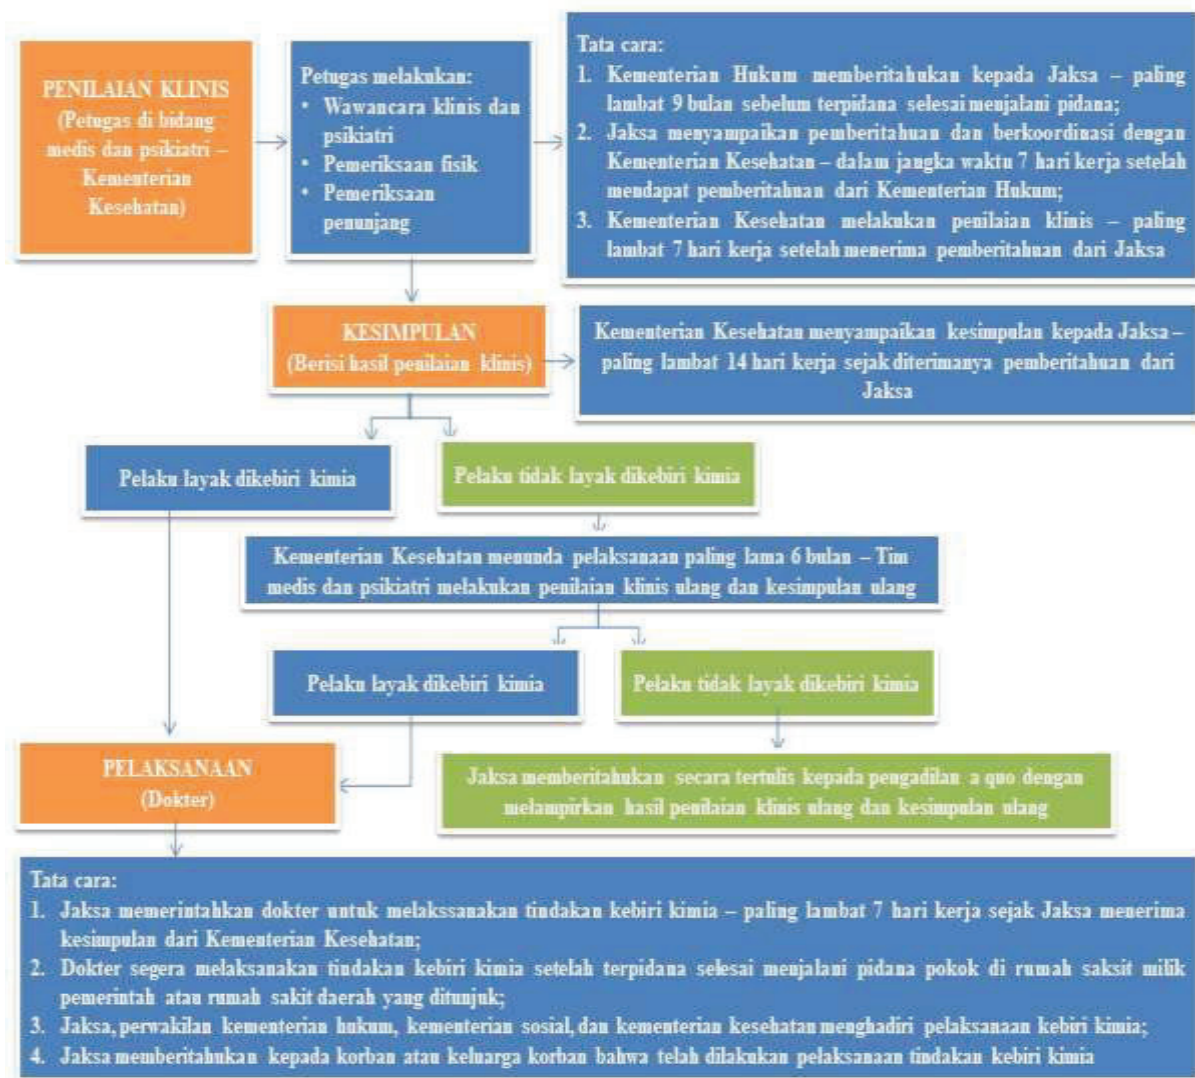 PENILAIAN KLINIS
(Petugas di bidang
medis dan psikiatri –
Kementerian
Kesehatan)
Petugas melakukan:
• Wawancara klinis dan
psikiatri
• Pemeriksaan fisik
• Pemeriksaan
penunjang
Tata cara:
1. Kementerian Hukum memberitahukan kepada Jaksa – paling
lambat 9 bulan sebelum terpidana selesai menjalani pidana;
2. Jaksa menyampaikan pemberitahuan dan berkoordinasi dengan
Kementerian Kesehatan – dalam jangka waktu 7 hari kerja setelah
mendapat pemberitahuan dari Kementerian Hukum;
3. Kementerian Kesehatan melakukan penilaian klinis – paling
lambat 7 hari kerja setelah menerima pemberitahuan dari Jaksa
KESIMPULAN
(Berisi hasil penilaian klinis)
Kementerian Kesehatan menyampaikan kesimpulan kepada Jaksa –
paling lambat 14 hari kerja sejak diterimanya pemberitahuan dari
Jaksa
Pelaku layak dikebiri kimia
Pelaku tidak layak dikebiri kimia
Kementerian Kesehatan menunda pelaksanaan paling lama 6 bulan – Tim
medis dan psikiatri melakukan penilaian klinis ulang dan kesimpulan ulang
Pelaku layak dikebiri kimia
Pelaku tidak layak dikebiri kimia
PELAKSANAAN
(Dokter)
Jaksa memberitahukan secara tertulis kepada pengadilan a quo dengan
melampirkan hasil penilaian klinis ulang dan kesimpulan ulang
Tata cara:
1. Jaksa memerintahkan dokter untuk melakssanakan tindakan kebiri kimia – paling lambat 7 hari kerja sejak Jaksa menerima
kesimpulan dari Kementerian Kesehatan;
2. Dokter segera melaksanakan tindakan kebiri kimia setelah terpidana selesai menjalani pidana pokok di rumah saksit milik
pemerintah atau rumah sakit daerah yang ditunjuk;
3. Jaksa, perwakilan kementerian hukum, kementerian sosial, dan kementerian kesehatan menghadiri pelaksanaan kebiri kimia;
4. Jaksa memberitahukan kepada korban atau keluarga korban bahwa telah dilakukan pelaksanaan tindakan kebiri kimia